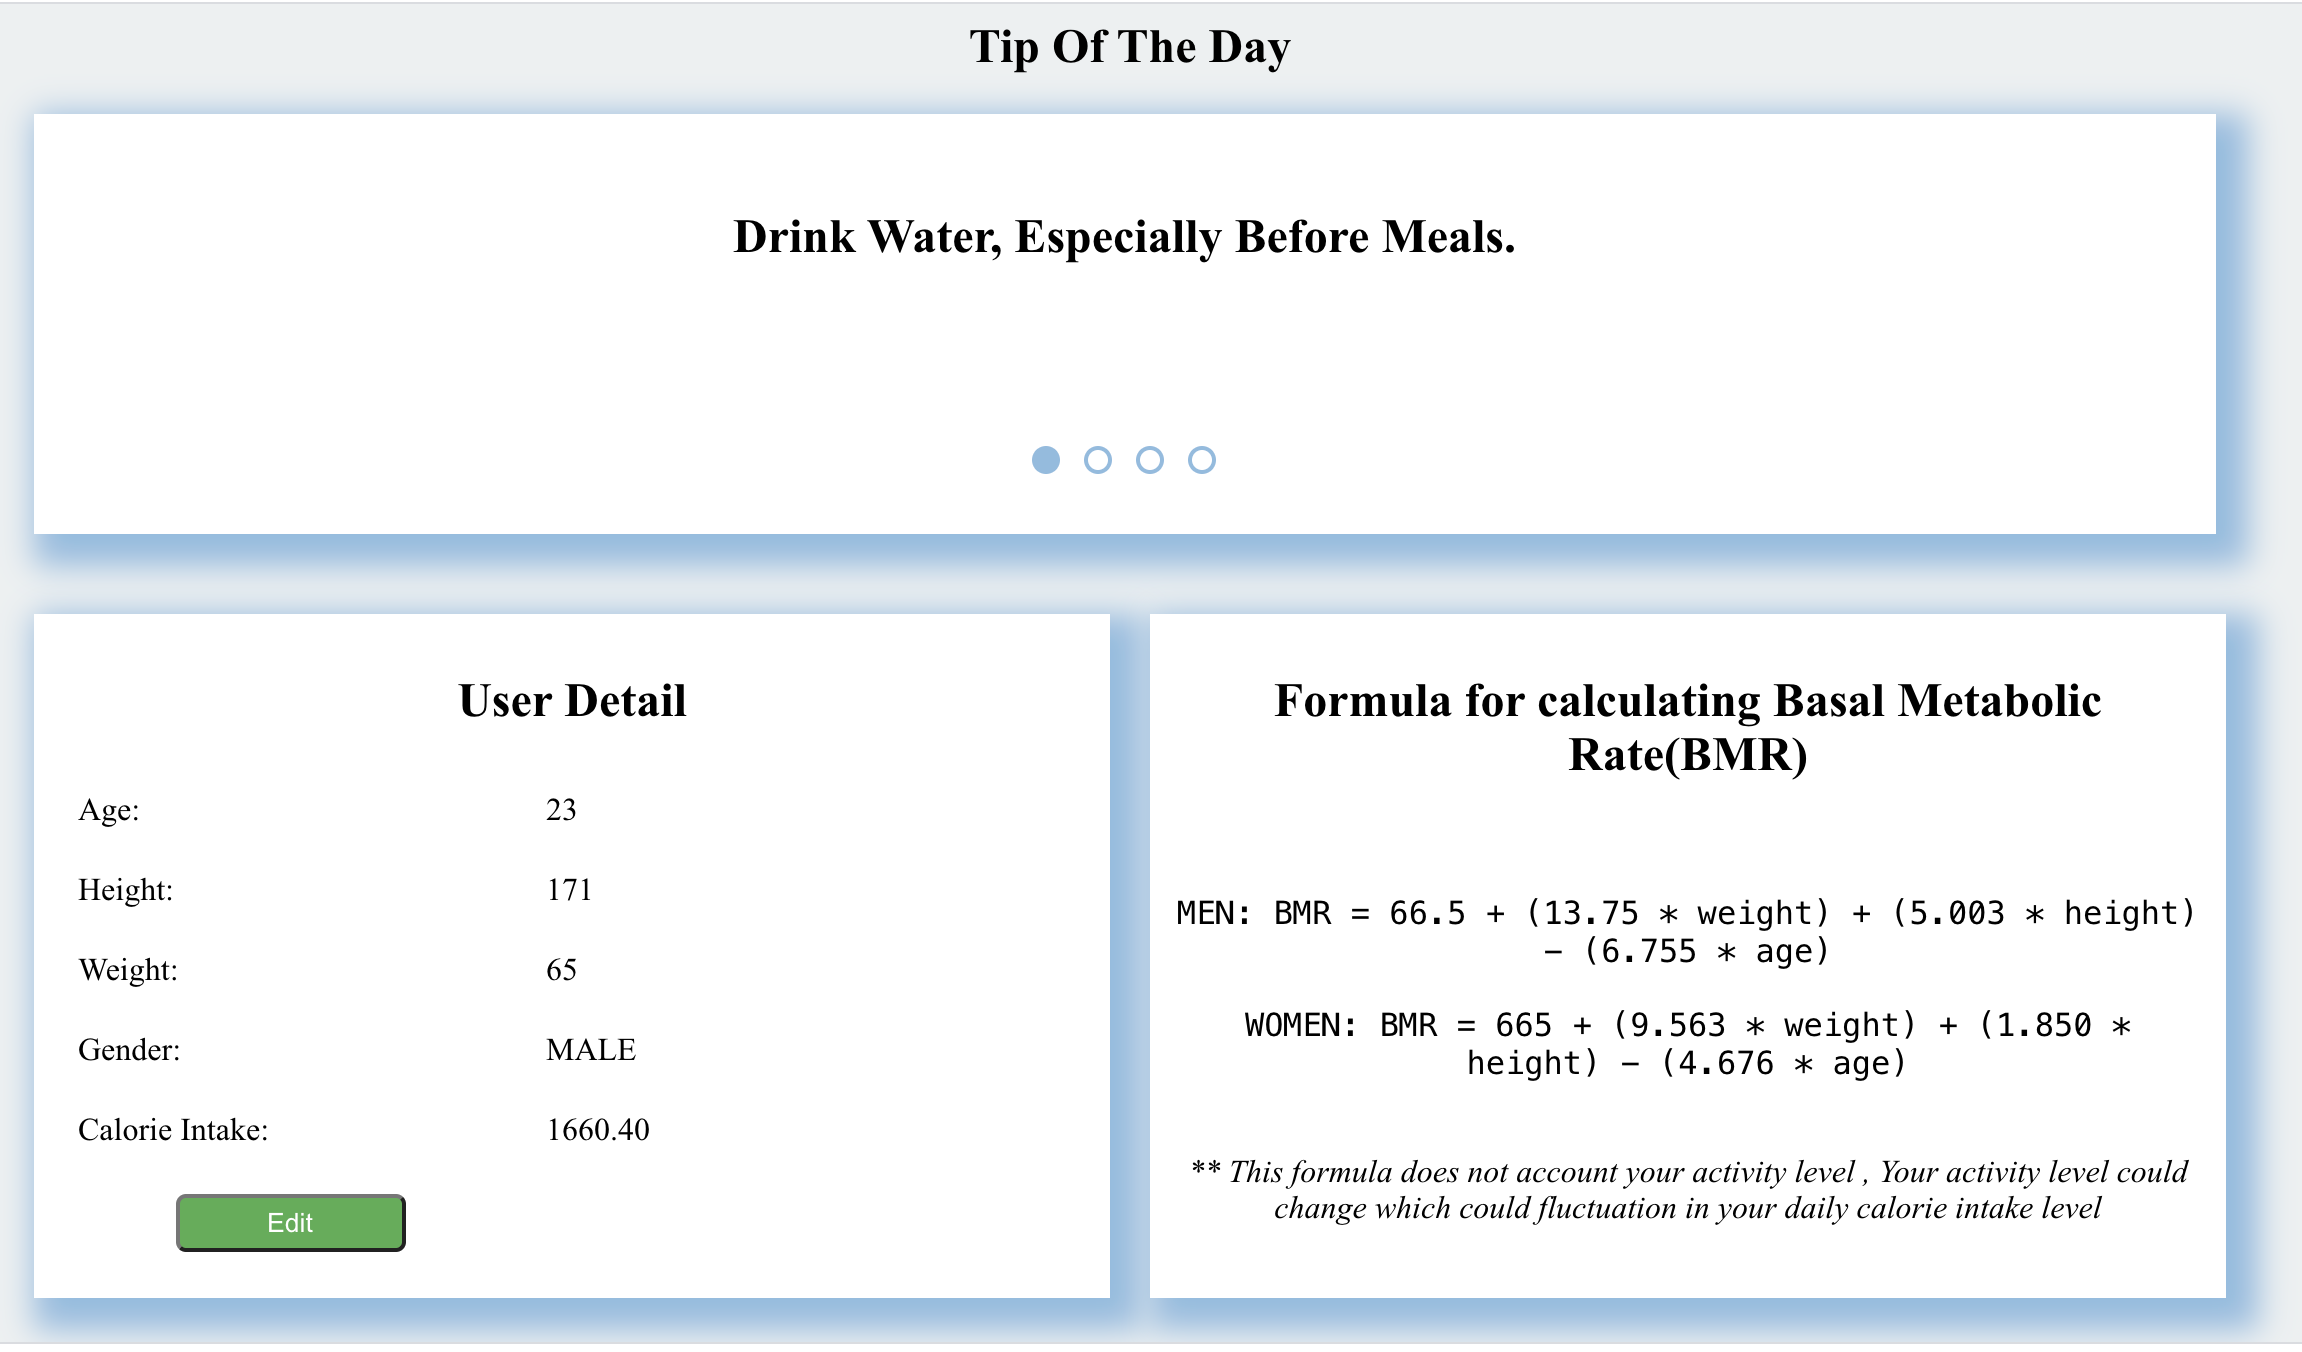 Tip Of The Day
Drink Water, Especially Before Meals.
User Detail
Age: 23
Height: 171
Weight: 65
Gender: MALE
Calorie Intake: 1660.40
Edit
Formula for calculating Basal Metabolic
Rate(BMR)
MEN: BMR = 66.5 + (13.75 * weight) + (5.003 * height)
- (6.755 * age)
WOMEN: BMR = 665 + (9.563 * weight) + (1.850 *
height) - (4.676 * age)
** This formula does not account your activity level , Your activity level could
change which could fluctuation in your daily calorie intake level